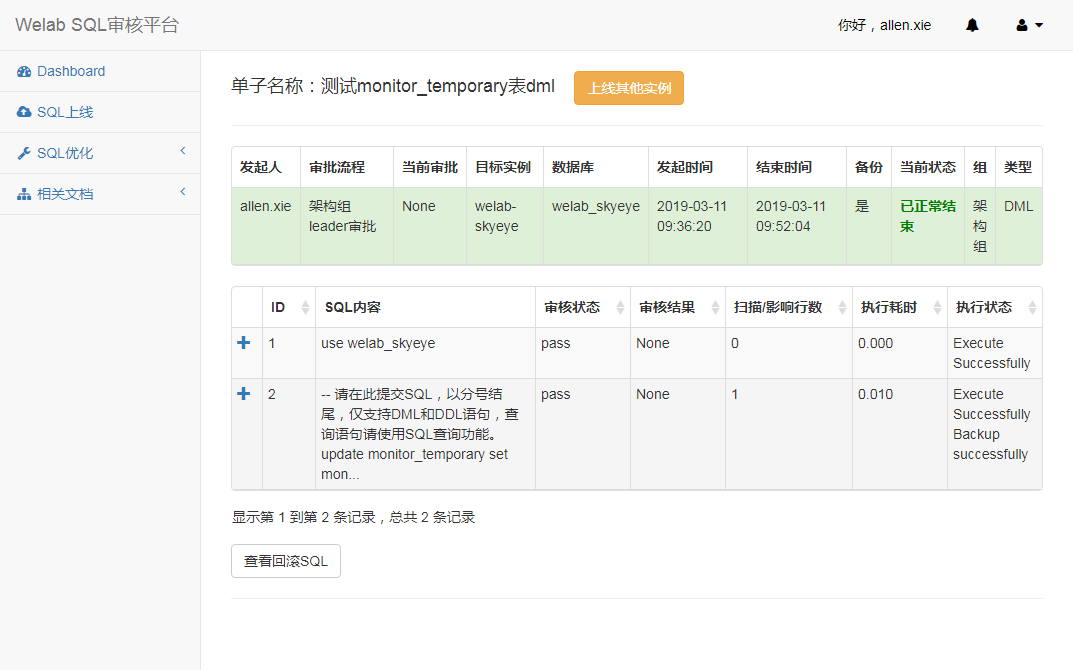 Welab SQL审核平台
你好，allen.xie
Dashboard
SQL上线
SQL优化
相关文档
单子名称：测试monitor_temporary表dml
上线其他实例
发起人 审批流程 当前审批 目标实例 数据库 发起时间 结束时间 备份 当前状态 组 类型
allen.xie 架构组 None welab- welab_skyeye 2019-03-11 2019-03-11 是 已正常结 架 DML
leader审批 skyeye 09:36:20 09:52:04 束 构
组
ID SQL内容 审核状态 审核结果 扫描/影响行数 执行耗时 执行状态
1 use welab_skyeye pass None 0 0.000 Execute
Successfully
2 -- 请在此提交SQL，以分号结 pass None 1 0.010 Execute
尾，仅支持DML和DDL语句，查 Successfully
询语句请使用SQL查询功能。 Backup
update monitor_temporary set successfully
mon...
显示第 1 到第 2 条记录，总共 2 条记录
查看回滚SQL